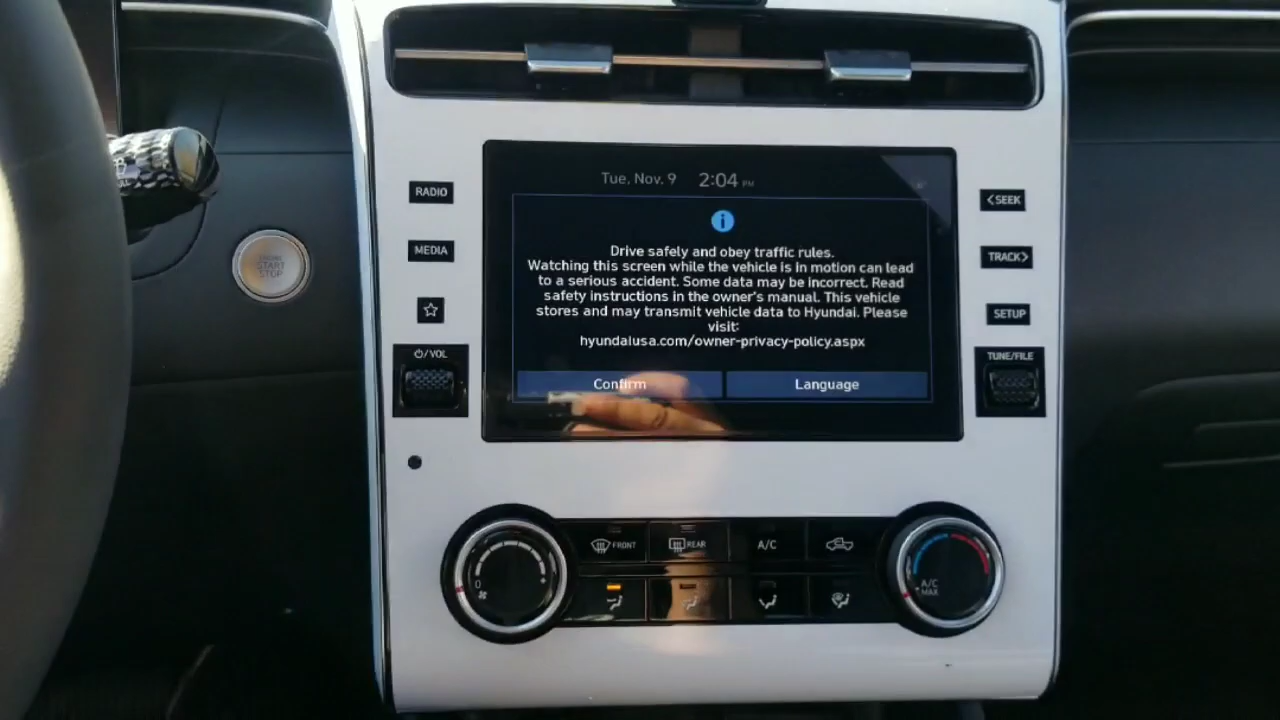 Tue, Nov. 9 2:04 PM
RADIO
<SEEK
Drive safely and obey traffic rules.
MEDIA
Watching this screen while the vehicle is in motion can lead
TRACK>
to a serious accident. Some data may be incorrect. Read
START
STOP
safety instructions in the owner's manual. This vehicle
stores and may transmit vehicle data to Hyundai. Please
SETUP
visit:
hyundaiusa.com/owner-privacy-policy.aspx
/VOL
TUNE/FILE
Confirm
Language
FRONT
REAR
A/C
0
A/C
MAX